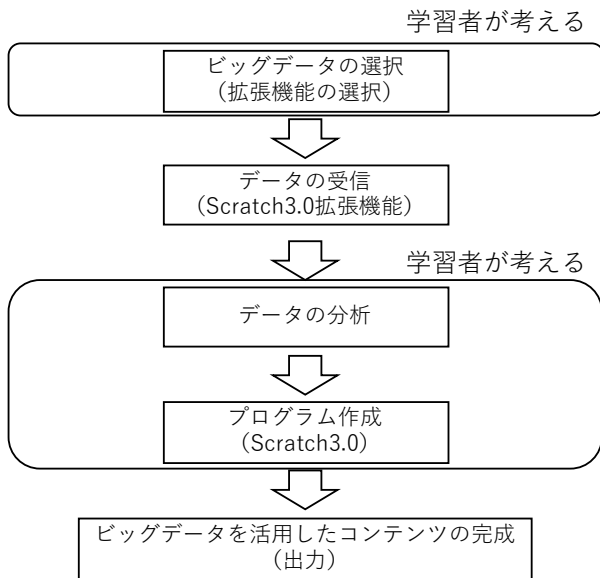 学習者が考える
ビッグデータの選択
（拡張機能の選択）
データの受信
（Scratch3.0拡張機能）
学習者が考える
データの分析
プログラム作成
（Scratch3.0）
ビッグデータを活用したコンテンツの完成
（出力）